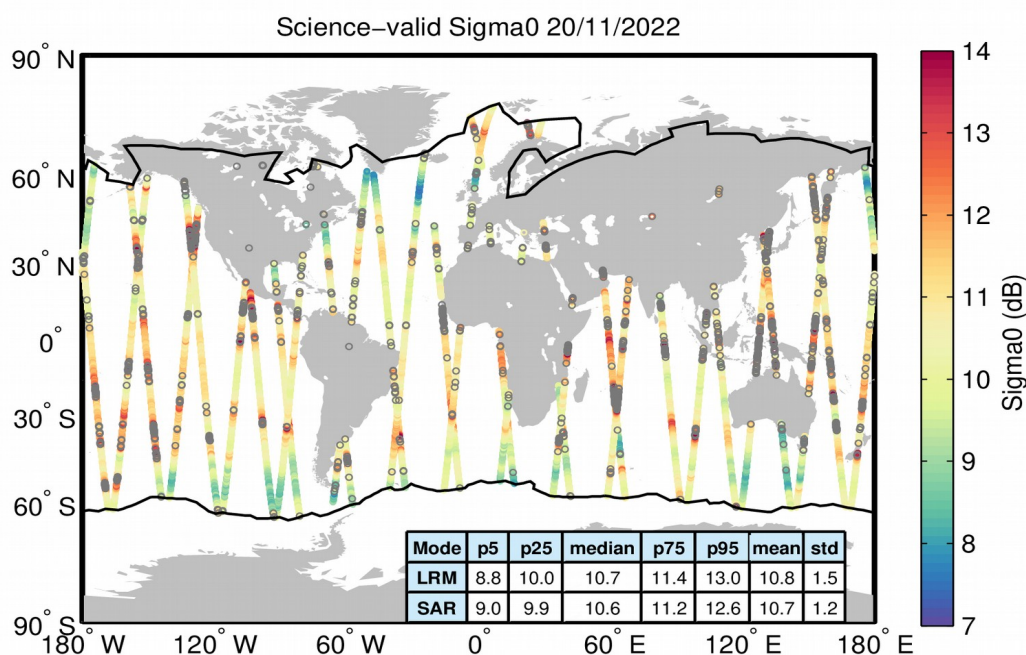 Science−valid Sigma0 20/11/2022
90° N
60° N
30° N
0°
30° S
60° S
90° S
180° W
120° W
60° W
0°
60° E
120° E
180° E
14
13
12
11
10
9
8
7
Sigma0 (dB)
Mode p5 p25 median p75 p95 mean std
LRM 8.8 10.0 10.7 11.4 13.0 10.8 1.5
SAR 9.0 9.9 10.6 11.2 12.6 10.7 1.2